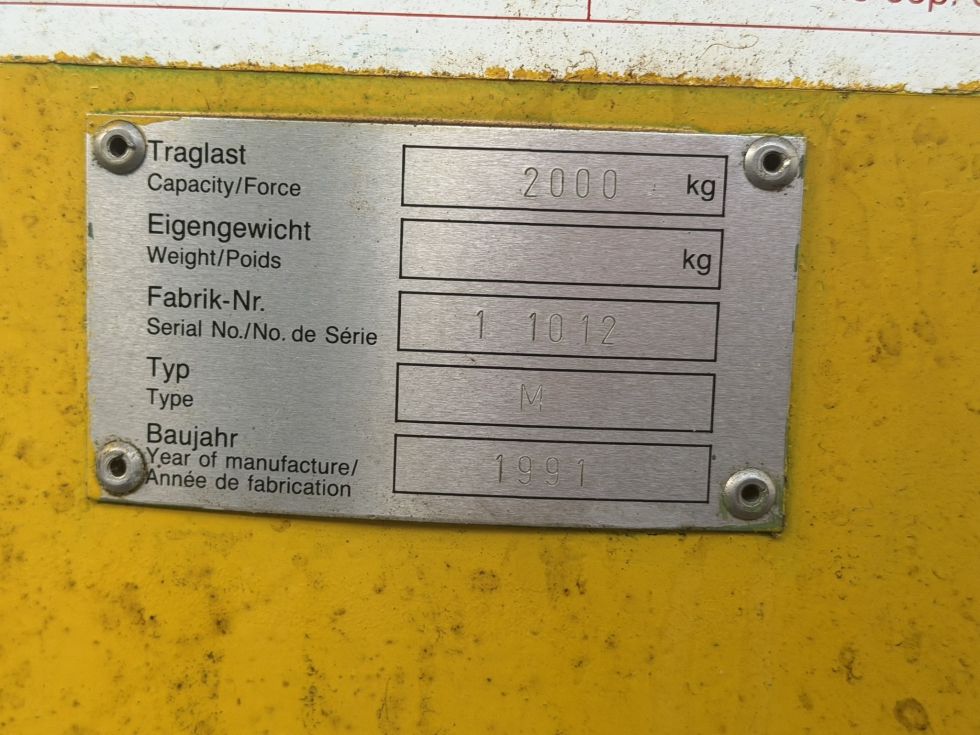 Traglast
Capacity/Force 2000 kg
Eigengewicht
Weight/Poids kg
Fabrik-Nr.
Serial No./No. de Série 1 1012
Typ
Type M
Baujahr
Year of manufacture/ 1991
Année de fabrication